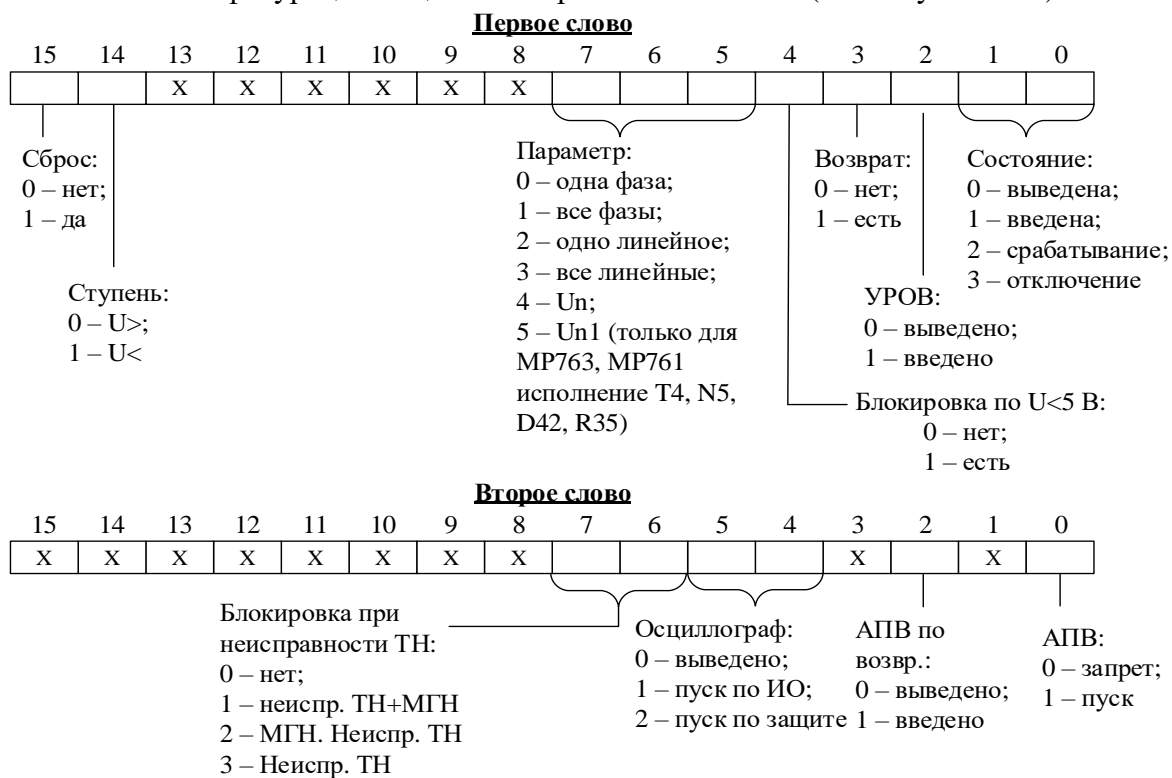 Первое слово
15 14 13 12 11 10 9 8 7 6 5 4 3 2 1 0
X X X X X X
Сброс:
0 – нет;
1 – да
Ступень:
0 – U>;
1 – U<
Параметр:
0 – одна фаза;
1 – все фазы;
2 – одно линейное;
3 – все линейные;
4 – Un;
5 – Un1 (только для
МР763, МР761
исполнение Т4, N5,
D42, R35)
Возврат:
0 – нет;
1 – есть
Состояние:
0 – выведена;
1 – введена;
2 – срабатывание;
3 – отключение
УРОВ:
0 – выведено;
1 – введено
Блокировка по U<5 В:
0 – нет;
1 – есть
Второе слово
15 14 13 12 11 10 9 8 7 6 5 4 3 2 1 0
X X X X X X X X X X
Блокировка при
неисправности ТН:
0 – нет;
1 – неиспр. ТН+МГН
2 – МГН. Неиспр. ТН
3 – Неиспр. ТН
Осциллограф:
0 – выведено;
1 – пуск по ИО;
2 – пуск по защите
АПВ по
возвр.:
0 – выведено;
1 – введено
АПВ:
0 – запрет;
1 – пуск